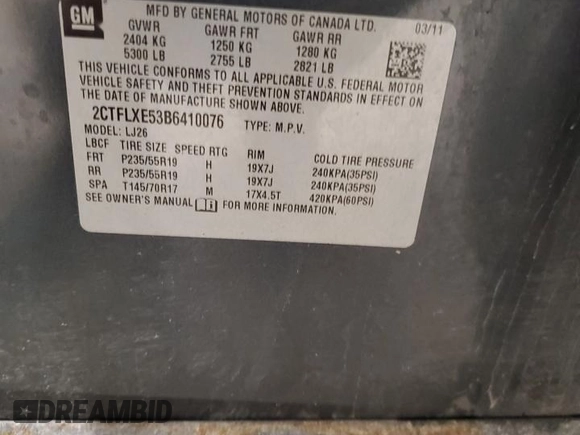 GM
MFD BY GENERAL MOTORS OF CANADA LTD. 03/11
GVWR GAWR FRT GAWR RR
2404 KG 1250 KG 1280 KG
5300 LB 2755 LB 2821 LB
THIS VEHICLE CONFORMS TO ALL APPLICABLE U.S. FEDERAL MOTOR
VEHICLE SAFETY AND THEFT PREVENTION STANDARDS IN EFFECT ON
THE DATE OF MANUFACTURE SHOWN ABOVE.
2CTFLXE53B6410076 TYPE: M.P.V.
MODEL: LJ26
LBCF TIRE SIZE SPEED RTG RIM COLD TIRE PRESSURE
FRT P235/55R19 H 19X7J 240KPA(35PSI)
RR P235/55R19 H 19X7J 240KPA(35PSI)
SPA T145/70R17 M 17X4.5T 420KPA(60PSI)
SEE OWNER'S MANUAL FOR MORE INFORMATION.
DREAMBID